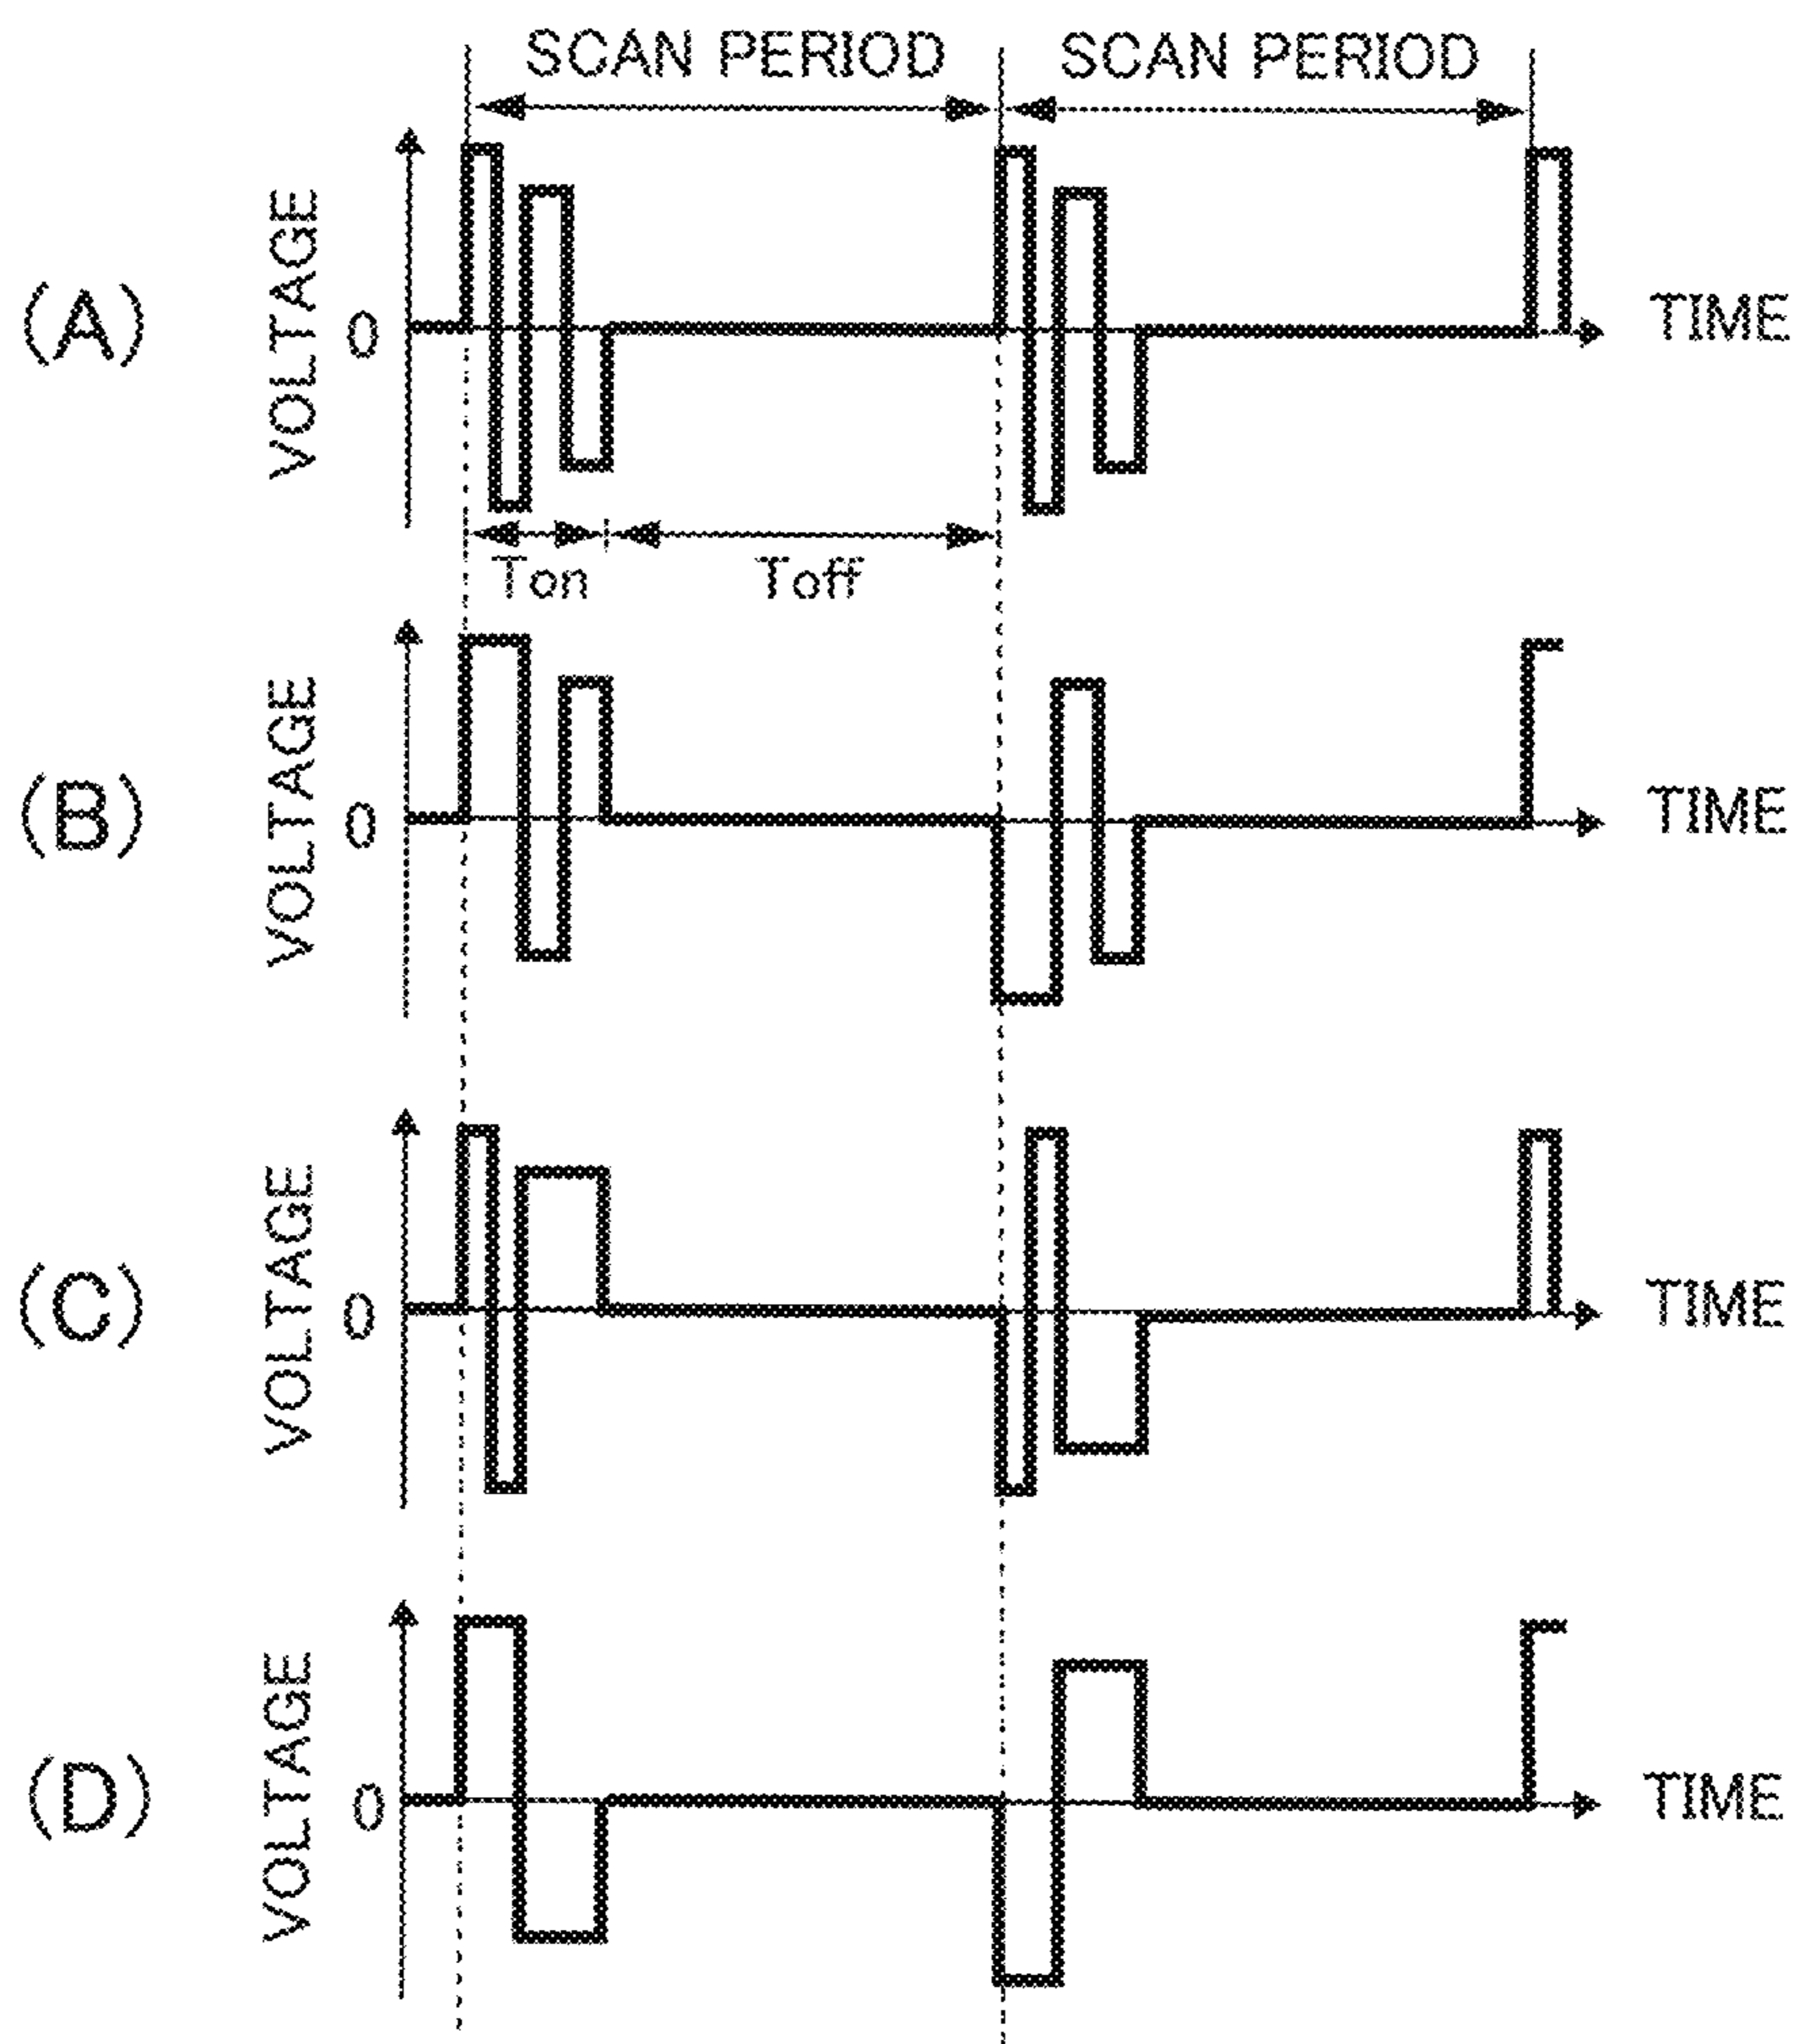 SCAN PERIOD SCAN PERIOD
(A) VOLTAGE 0 TIME
Ton Toff
(B) VOLTAGE 0 TIME
(C) VOLTAGE 0 TIME
(D) VOLTAGE 0 TIME